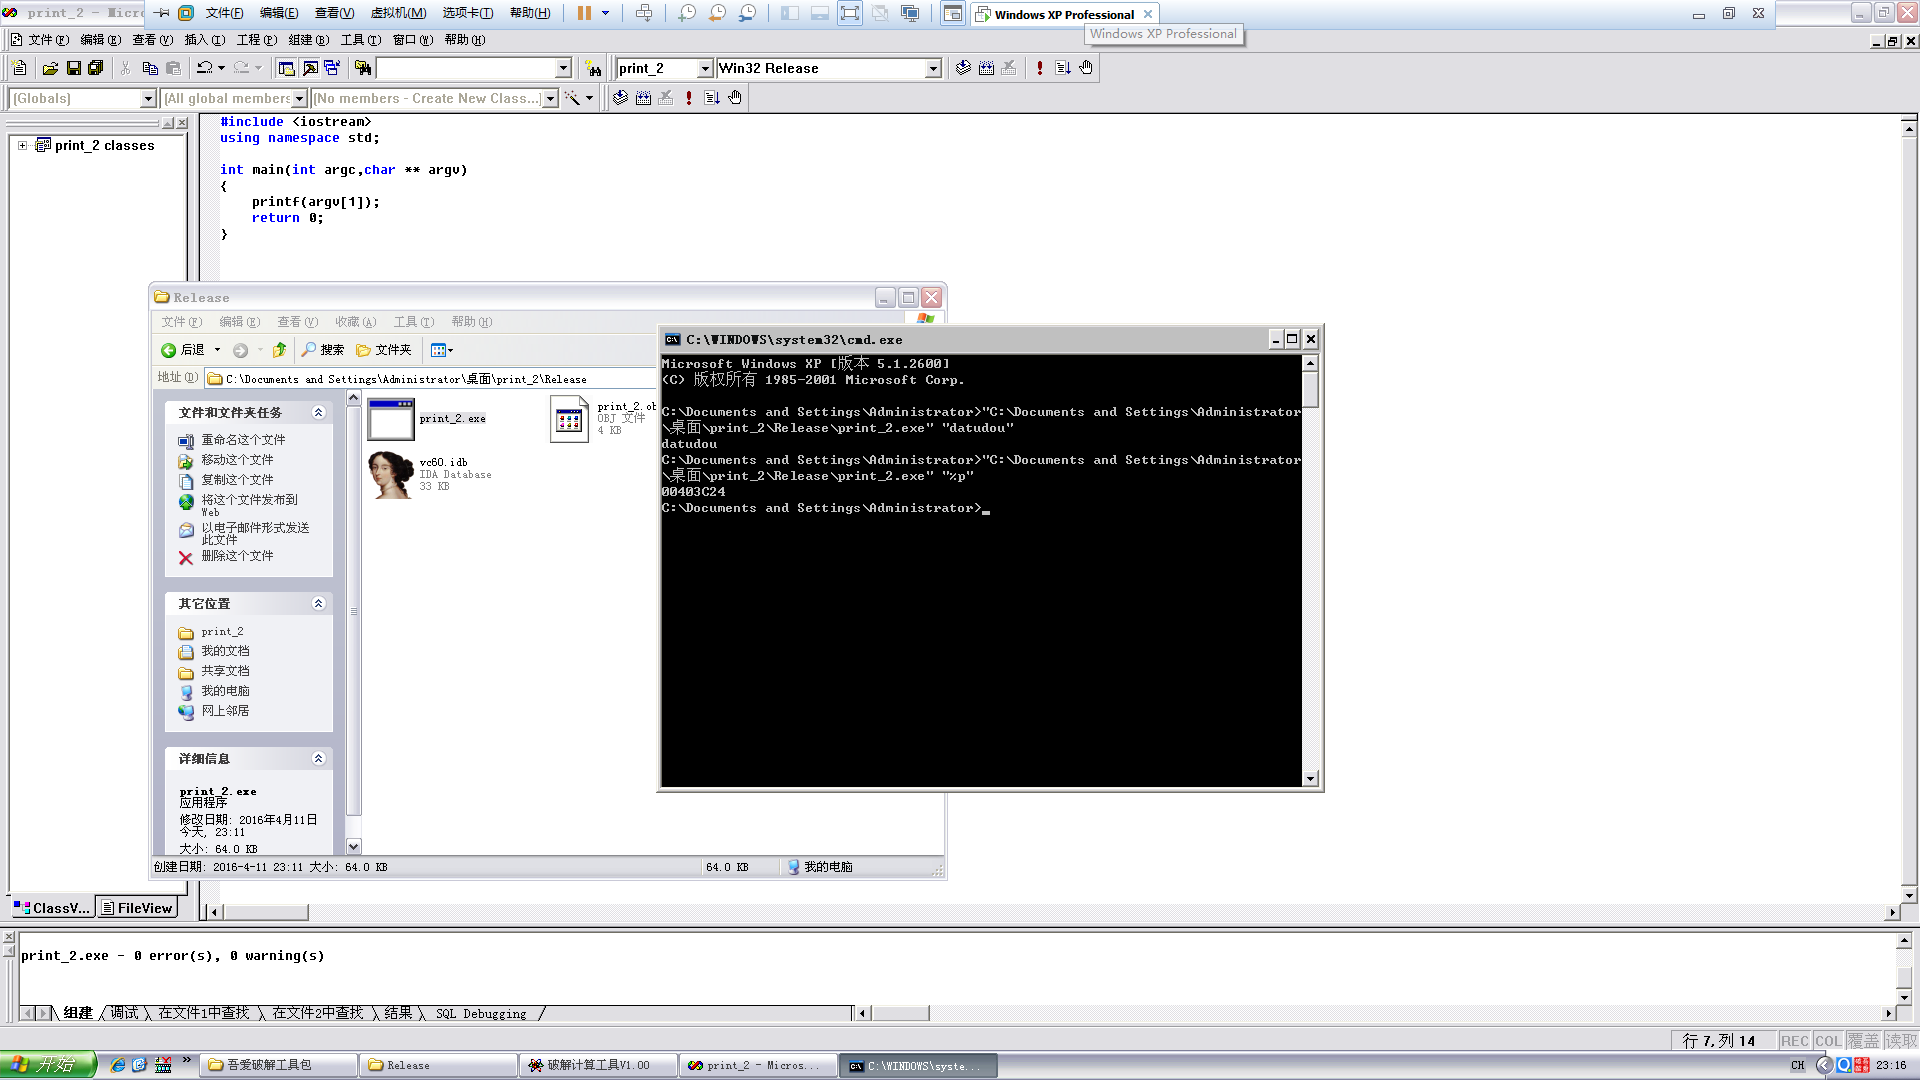 print_2 - Micr 文件(F) 编辑(E) 查看(V) 虚拟机(M) 选项卡(T) 帮助(H) Windows XP Professional
Windows XP Professional
文件(F) 编辑(E) 查看(V) 插入(I) 工程(P) 组建(B) 工具(T) 窗口(W) 帮助(H)
print_2 Win32 Release
(Globals) (All global members (No members - Create New Class...)
#include <iostream>
using namespace std;
print_2 classes
int main(int argc,char ** argv)
{
printf(argv[1]);
return 0;
}
Release
文件(F) 编辑(E) 查看(V) 收藏(A) 工具(T) 帮助(H)
后退 搜索 文件夹
地址(D) C:\Documents and Settings\Administrator\桌面\print_2\Release
文件和文件夹任务
重命名这个文件
移动这个文件
复制这个文件
将这个文件发布到
Web
以电子邮件形式发送
此文件
删除这个文件
其它位置
print_2
我的文档
共享文档
我的电脑
网上邻居
详细信息
print_2.exe
应用程序
修改日期: 2016年4月11日
今天, 23:11
大小: 64.0 KB
print_2.exe
print_2.ob
OBJ 文件
4 KB
vc60.idb
IDA Database
33 KB
创建日期: 2016-4-11 23:11 大小: 64.0 KB 64.0 KB 我的电脑
C:\WINDOWS\system32\cmd.exe
Microsoft Windows XP [版本 5.1.2600]
(C) 版权所有 1985-2001 Microsoft Corp.
C:\Documents and Settings\Administrator>"C:\Documents and Settings\Administrator
\桌面\print_2\Release\print_2.exe" "datudou"
datudou
C:\Documents and Settings\Administrator>"C:\Documents and Settings\Administrator
\桌面\print_2\Release\print_2.exe" "%p"
00403C24
C:\Documents and Settings\Administrator>_
ClassV... FileView
print_2.exe - 0 error(s), 0 warning(s)
组建 调试 在文件1中查找 在文件2中查找 结果 SQL Debugging
行 7,列 14 REC COL 覆盖 读取
开始 吾爱破解工具包 Release 破解计算工具V1.00 print_2 - Micros... C:\WINDOWS\syste... CH 23:16